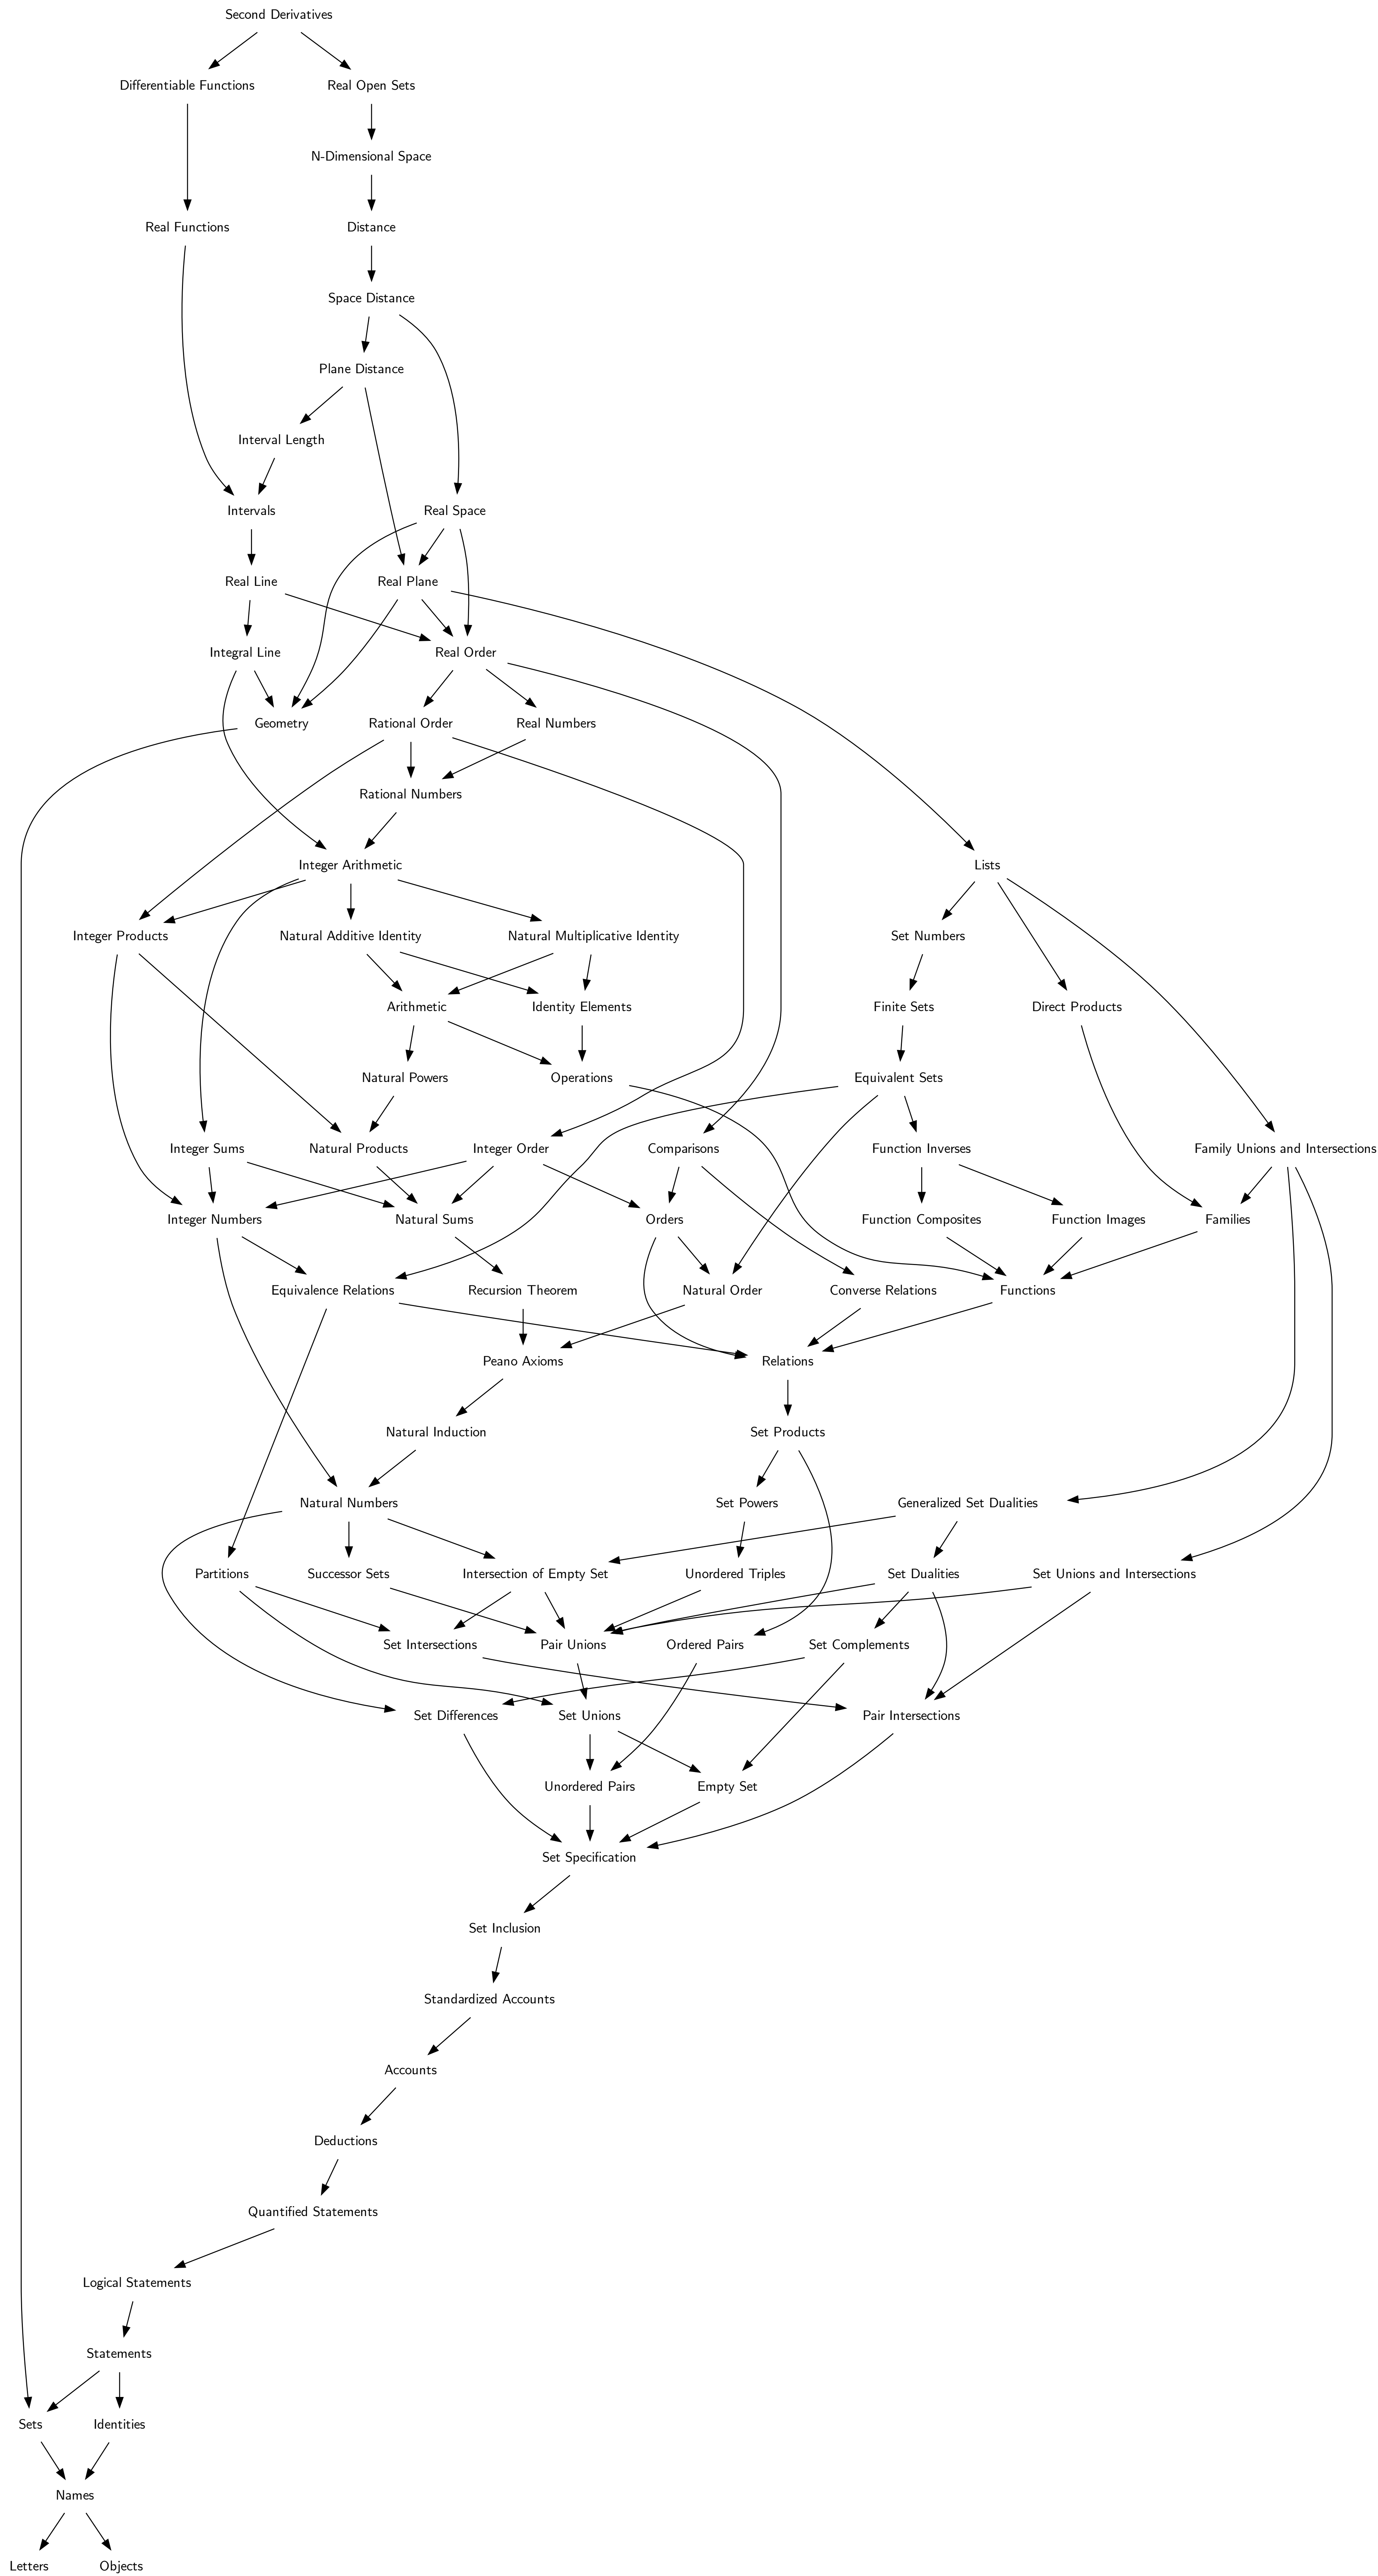 Second Derivatives
Differentiable Functions
Real Open Sets
N-Dimensional Space
Real Functions
Distance
Space Distance
Plane Distance
Interval Length
Intervals
Real Space
Real Line
Real Plane
Integral Line
Real Order
Geometry
Rational Order
Real Numbers
Rational Numbers
Integer Arithmetic
Lists
Integer Products
Natural Additive Identity
Natural Multiplicative Identity
Set Numbers
Arithmetic
Identity Elements
Finite Sets
Direct Products
Natural Powers
Operations
Equivalent Sets
Integer Sums
Natural Products
Integer Order
Comparisons
Function Inverses
Family Unions and Intersections
Integer Numbers
Natural Sums
Orders
Function Composites
Function Images
Families
Equivalence Relations
Recursion Theorem
Natural Order
Converse Relations
Functions
Peano Axioms
Relations
Natural Induction
Set Products
Natural Numbers
Set Powers
Generalized Set Dualities
Partitions
Successor Sets
Intersection of Empty Set
Unordered Triples
Set Dualities
Set Unions and Intersections
Set Intersections
Pair Unions
Ordered Pairs
Set Complements
Set Differences
Set Unions
Pair Intersections
Unordered Pairs
Empty Set
Set Specification
Set Inclusion
Standardized Accounts
Accounts
Deductions
Quantified Statements
Logical Statements
Statements
Sets
Identities
Names
Letters
Objects